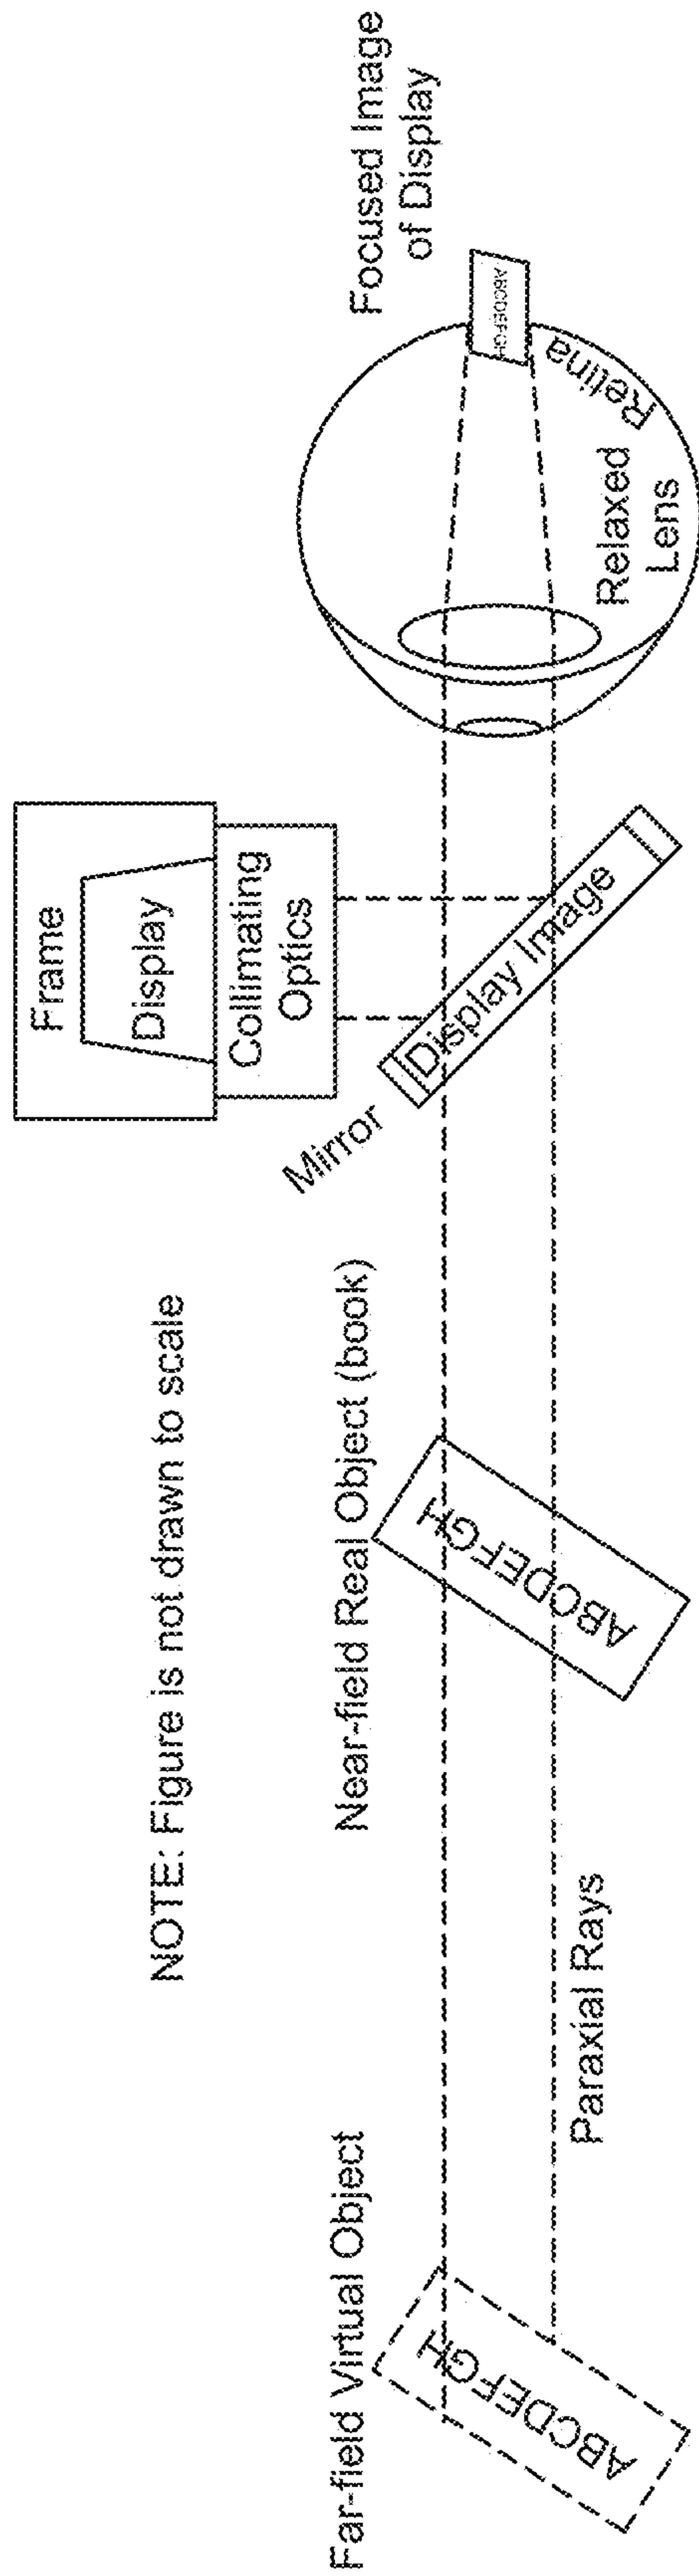 Far-field Virtual Object
ABCDEFGH
Paraxial Rays
NOTE: Figure is not drawn to scale
Near-field Real Object (book)
ABCDEFGH
Mirror
Display Image
Frame
Display
Collimating
Optics
Relaxed
Lens
Retina
ABCDEFGH
Focused Image
of Display